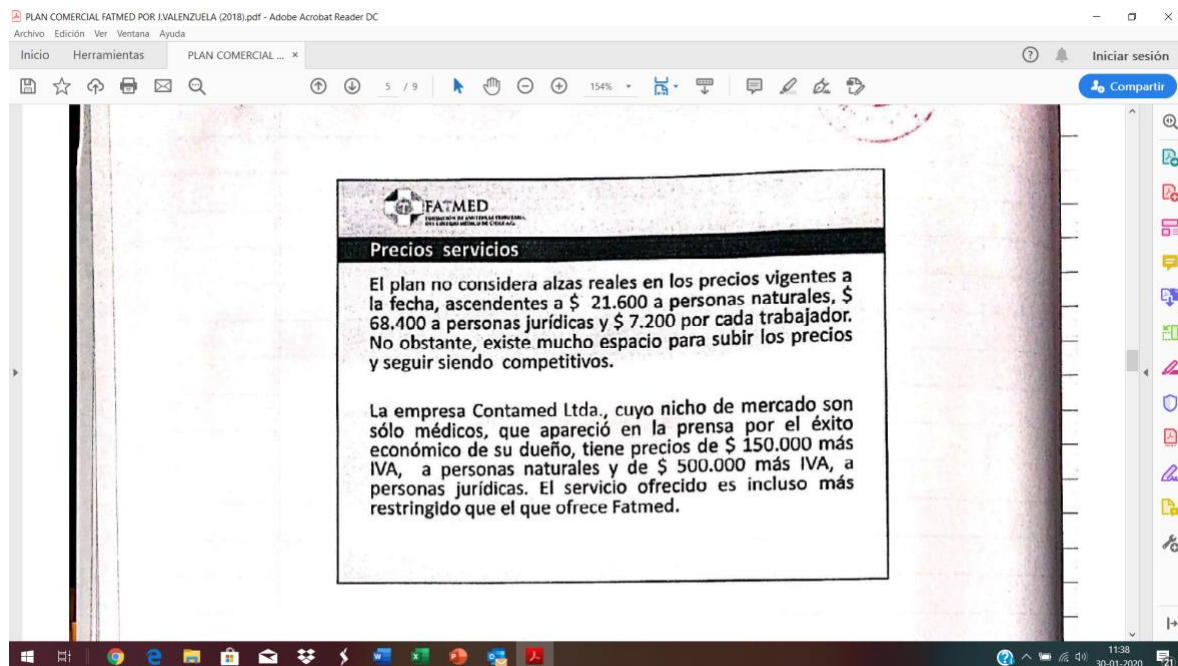 PLAN COMERCIAL FATMED POR J.VALENZUELA (2018).pdf - Adobe Acrobat Reader DC
Archivo Edición Ver Ventana Ayuda
Inicio Herramientas PLAN COMERCIAL ... × Iniciar sesión
5 / 9 154% Compartir
FATMED
Precios servicios
El plan no considera alzas reales en los precios vigentes a
la fecha, ascendentes a $ 21.600 a personas naturales, $
68.400 a personas jurídicas y $ 7.200 por cada trabajador.
No obstante, existe mucho espacio para subir los precios
y seguir siendo competitivos.
La empresa Contamed Ltda., cuyo nicho de mercado son
sólo médicos, que apareció en la prensa por el éxito
económico de su dueño, tiene precios de $ 150.000 más
IVA, a personas naturales y de $ 500.000 más IVA, a
personas jurídicas. El servicio ofrecido es incluso más
restringido que el que ofrece Fatmed.
11:38
30-01-2020
21